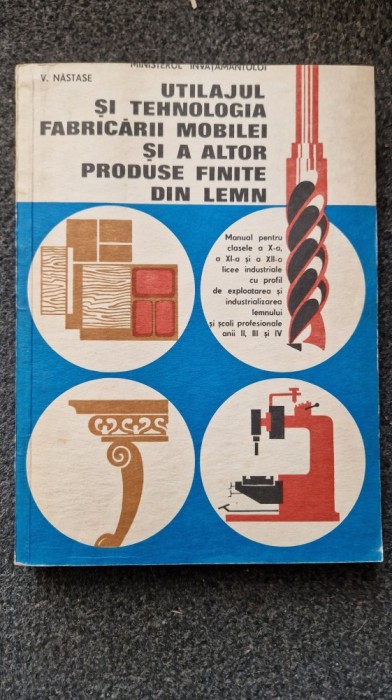 MINISTERUL INVĂȚĂMÂNTULUI
V. NĂSTASE
UTILAJUL
ȘI TEHNOLOGIA
FABRICĂRII MOBILEI
ȘI A ALTOR
PRODUSE FINITE
DIN LEMN
Manual pentru
clasele a X-a,
a XI-a și a XII-a
licee industriale
cu profil
de exploatarea și
industrializarea
lemnului
și școli profesionale
anii II, III și IV